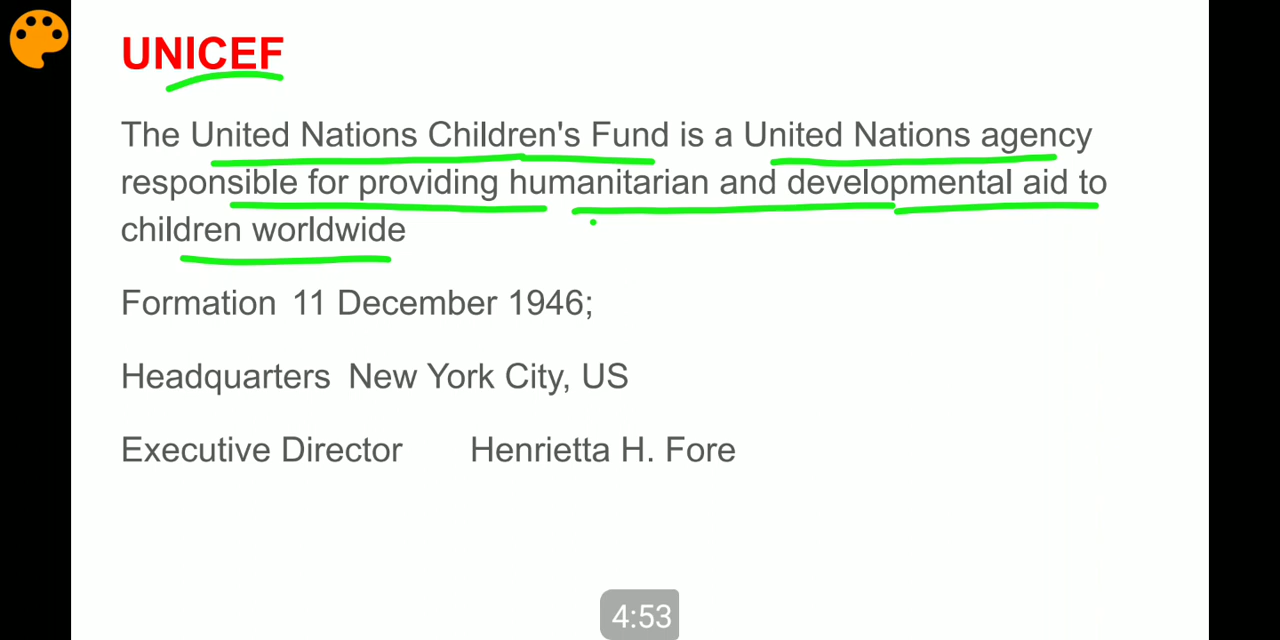 UNICEF
The United Nations Children's Fund is a United Nations agency
responsible for providing humanitarian and developmental aid to
children worldwide
Formation 11 December 1946;
Headquarters New York City, US
Executive Director Henrietta H. Fore
4:53